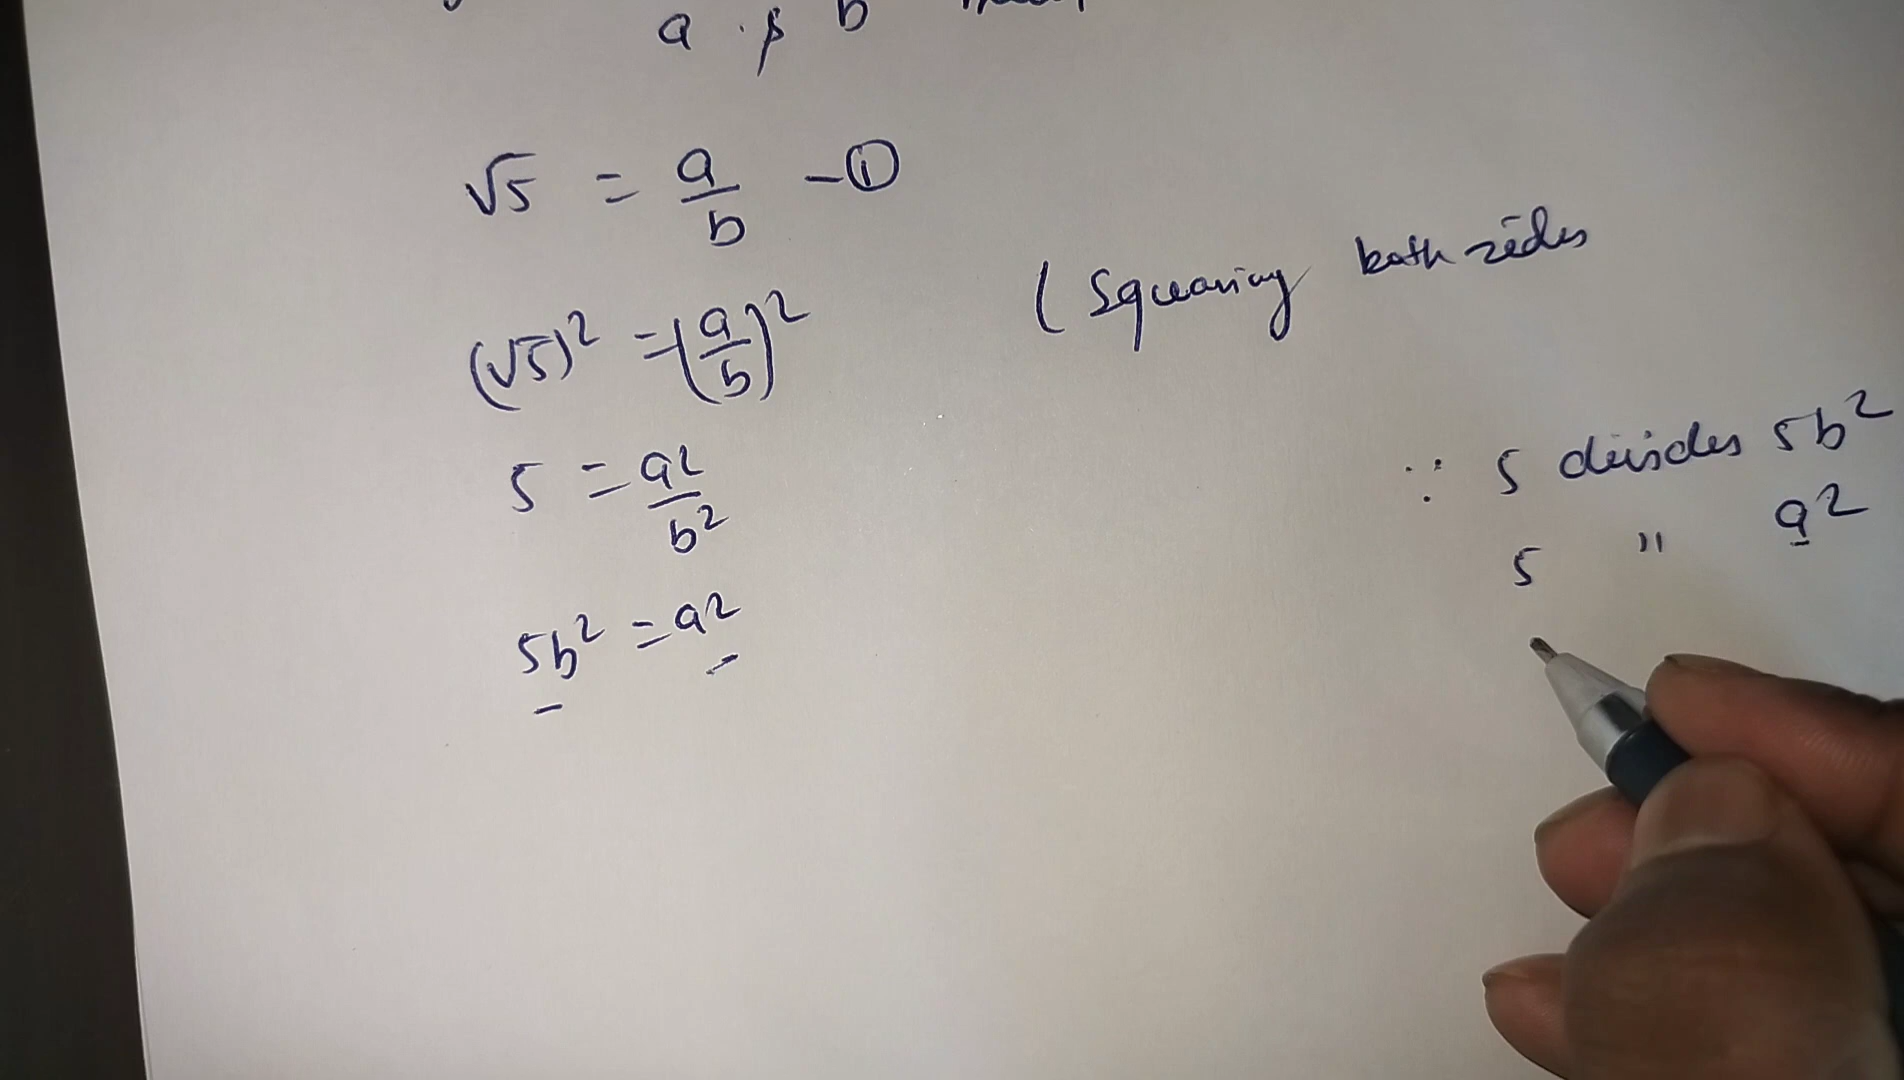 a & b
√5 = a/b - ①
(√5)² = (a/b)² (Squaring both sides
5 = a²/b²
∵ 5 divides 5b²
5 " a²
5b² = a²